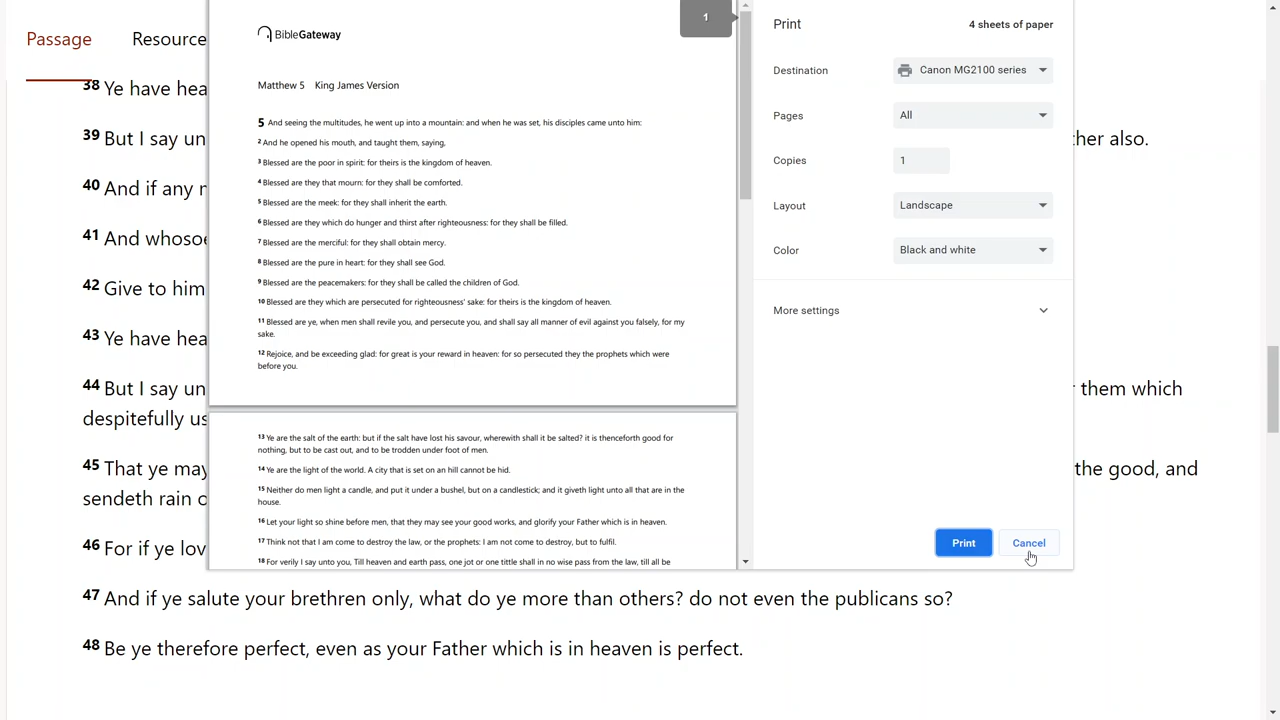 Passage
Resource
38 Ye have hea
39 But I say un
ther also.
40 And if any
41 And whosoe
42 Give to him
43 Ye have hea
44 But I say un
them which
despitefully us
45 That ye may
the good, and
sendeth rain o
46 For if ye lov
47 And if ye salute your brethren only, what do ye more than others? do not even the publicans so?
48 Be ye therefore perfect, even as your Father which is in heaven is perfect.
1
BibleGateway
Matthew 5 King James Version
5 And seeing the multitudes, he went up into a mountain: and when he was set, his disciples came unto him:
2 And he opened his mouth, and taught them, saying,
3 Blessed are the poor in spirit: for theirs is the kingdom of heaven.
4 Blessed are they that mourn: for they shall be comforted.
5 Blessed are the meek: for they shall inherit the earth.
6 Blessed are they which do hunger and thirst after righteousness: for they shall be filled.
7 Blessed are the merciful: for they shall obtain mercy.
8 Blessed are the pure in heart: for they shall see God.
9 Blessed are the peacemakers: for they shall be called the children of God.
10 Blessed are they which are persecuted for righteousness' sake: for theirs is the kingdom of heaven.
11 Blessed are ye, when men shall revile you, and persecute you, and shall say all manner of evil against you falsely, for my
sake.
12 Rejoice, and be exceeding glad: for great is your reward in heaven: for so persecuted they the prophets which were
before you.
13 Ye are the salt of the earth: but if the salt have lost his savour, wherewith shall it be salted? it is thenceforth good for
nothing, but to be cast out, and to be trodden under foot of men.
14 Ye are the light of the world. A city that is set on an hill cannot be hid.
15 Neither do men light a candle, and put it under a bushel, but on a candlestick; and it giveth light unto all that are in the
house.
16 Let your light so shine before men, that they may see your good works, and glorify your Father which is in heaven.
17 Think not that I am come to destroy the law, or the prophets: I am not come to destroy, but to fulfil.
18 For verily I say unto you, Till heaven and earth pass, one jot or one tittle shall in no wise pass from the law, till all be
Print
4 sheets of paper
Destination
Canon MG2100 series
Pages
All
Copies
1
Layout
Landscape
Color
Black and white
More settings
Print
Cancel